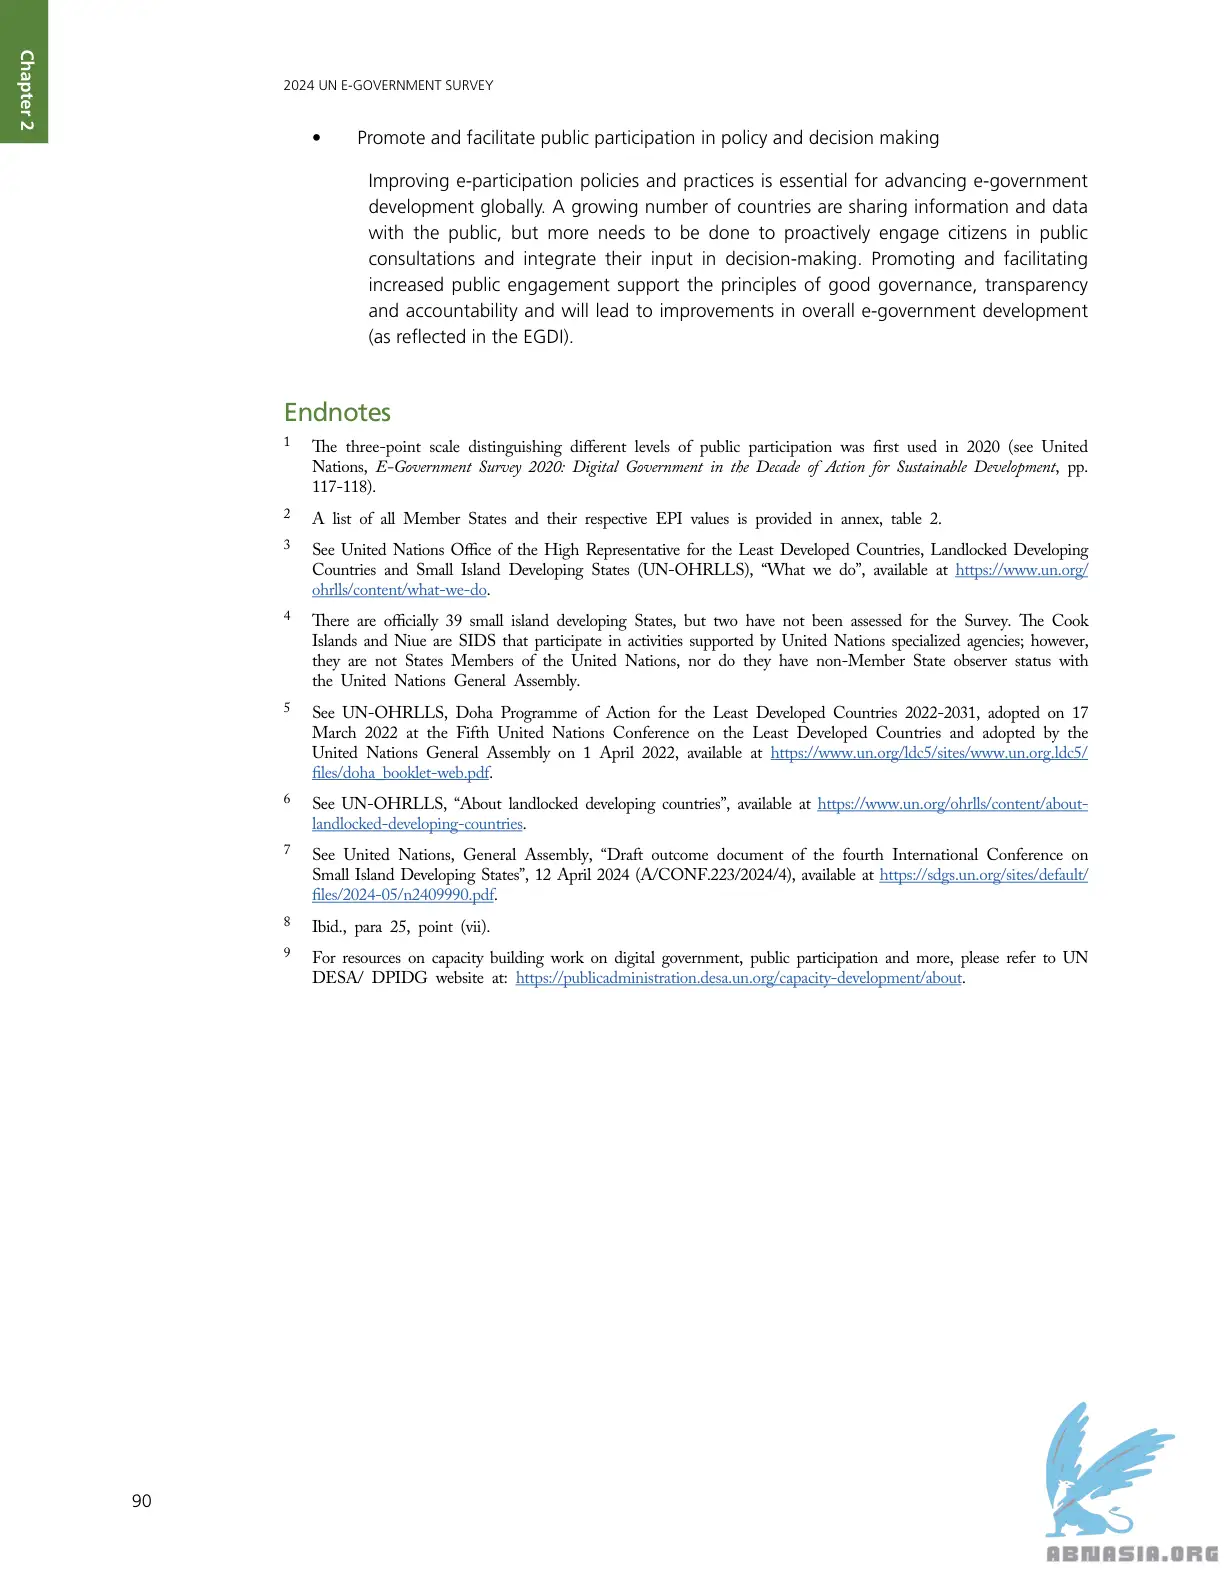 Chapter 2
2024 UN E-GOVERNMENT SURVEY
• Promote and facilitate public participation in policy and decision making
Improving e-participation policies and practices is essential for advancing e-government
development globally. A growing number of countries are sharing information and data
with the public, but more needs to be done to proactively engage citizens in public
consultations and integrate their input in decision-making. Promoting and facilitating
increased public engagement support the principles of good governance, transparency
and accountability and will lead to improvements in overall e-government development
(as reflected in the EGDI).
Endnotes
1 The three-point scale distinguishing different levels of public participation was first used in 2020 (see United
Nations, E-Government Survey 2020: Digital Government in the Decade of Action for Sustainable Development, pp.
117-118).
2 A list of all Member States and their respective EPI values is provided in annex, table 2.
3 See United Nations Office of the High Representative for the Least Developed Countries, Landlocked Developing
Countries and Small Island Developing States (UN-OHRLLS), “What we do”, available at https://www.un.org/
ohrlls/content/what-we-do.
4 There are officially 39 small island developing States, but two have not been assessed for the Survey. The Cook
Islands and Niue are SIDS that participate in activities supported by United Nations specialized agencies; however,
they are not States Members of the United Nations, nor do they have non-Member State observer status with
the United Nations General Assembly.
5 See UN-OHRLLS, Doha Programme of Action for the Least Developed Countries 2022-2031, adopted on 17
March 2022 at the Fifth United Nations Conference on the Least Developed Countries and adopted by the
United Nations General Assembly on 1 April 2022, available at https://www.un.org/ldc5/sites/www.un.org.ldc5/
files/doha_booklet-web.pdf.
6 See UN-OHRLLS, “About landlocked developing countries”, available at https://www.un.org/ohrlls/content/about-
landlocked-developing-countries.
7 See United Nations, General Assembly, “Draft outcome document of the fourth International Conference on
Small Island Developing States”, 12 April 2024 (A/CONF.223/2024/4), available at https://sdgs.un.org/sites/default/
files/2024-05/n2409990.pdf.
8 Ibid., para 25, point (vii).
9 For resources on capacity building work on digital government, public participation and more, please refer to UN
DESA/ DPIDG website at: https://publicadministration.desa.un.org/capacity-development/about.
90
ABNASIA.ORG